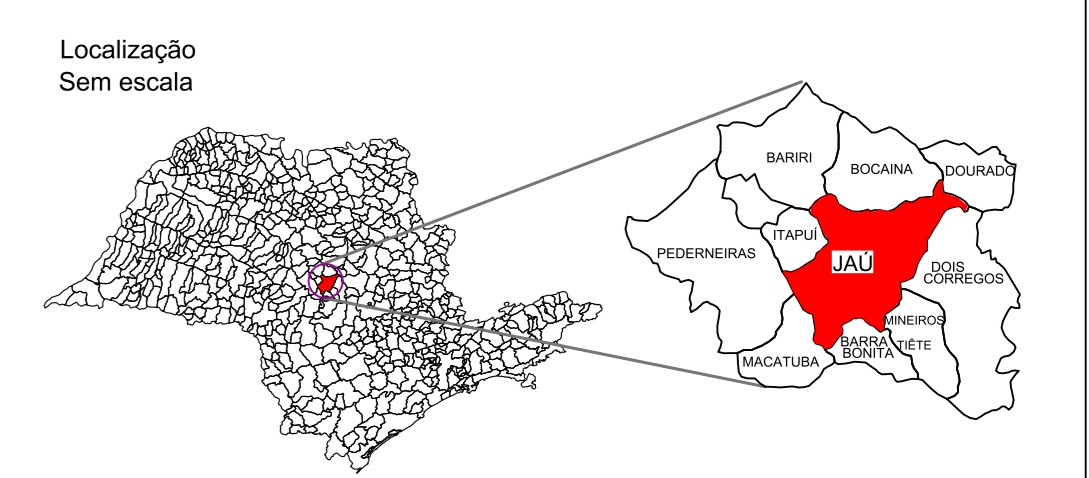 Localização
Sem escala
BARIRI
BOCAINA
DOURADO
ITAPUÍ
PEDERNEIRAS
JAÚ
DOIS
CORREGOS
MINEIROS
TIÊTE
BARRA
BONITA
MACATUBA